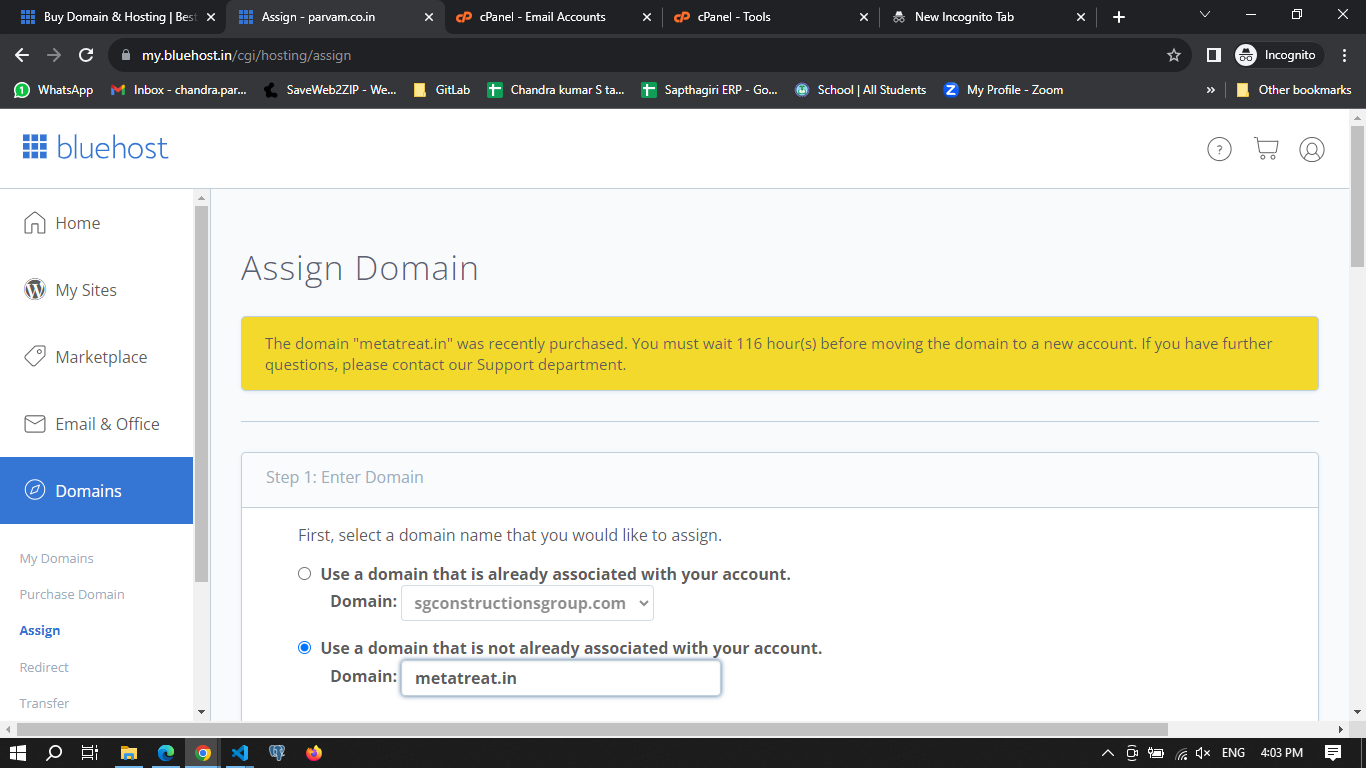 Buy Domain & Hosting | Best
Assign - parvam.co.in
cPanel - Email Accounts
cPanel - Tools
New Incognito Tab
my.bluehost.in/cgi/hosting/assign
Incognito
WhatsApp
Inbox - chandra.par...
SaveWeb2ZIP - We...
GitLab
Chandra kumar S ta...
Sapthagiri ERP - Go...
School | All Students
My Profile - Zoom
»
Other bookmarks
bluehost
?
Home
My Sites
Marketplace
Email & Office
Domains
My Domains
Purchase Domain
Assign
Redirect
Transfer
Assign Domain
The domain "metatreat.in" was recently purchased. You must wait 116 hour(s) before moving the domain to a new account. If you have further
questions, please contact our Support department.
Step 1: Enter Domain
First, select a domain name that you would like to assign.
Use a domain that is already associated with your account.
Domain: sgconstructionsgroup.com
Use a domain that is not already associated with your account.
Domain: metatreat.in
ENG
4:03 PM